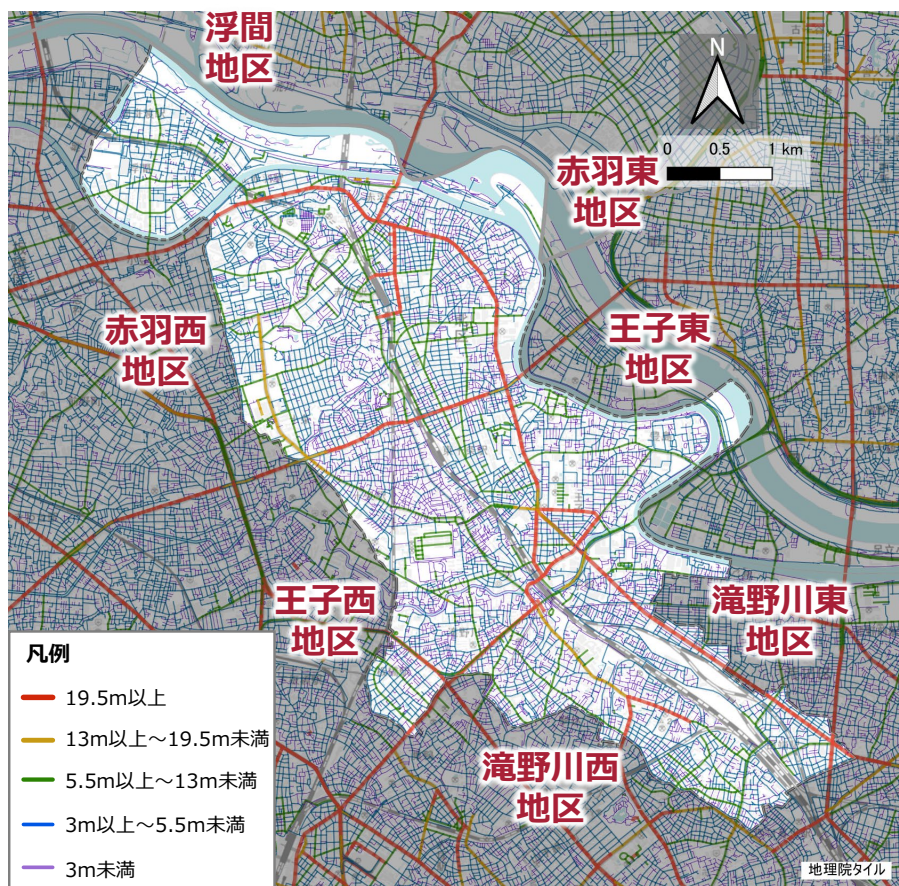 浮間
地区
N
0 0.5 1 km
赤羽東
地区
赤羽西
地区
王子東
地区
王子西
地区
滝野川東
地区
滝野川西
地区
凡例
19.5m以上
13m以上～19.5m未満
5.5m以上～13m未満
3m以上～5.5m未満
3m未満
地理院タイル